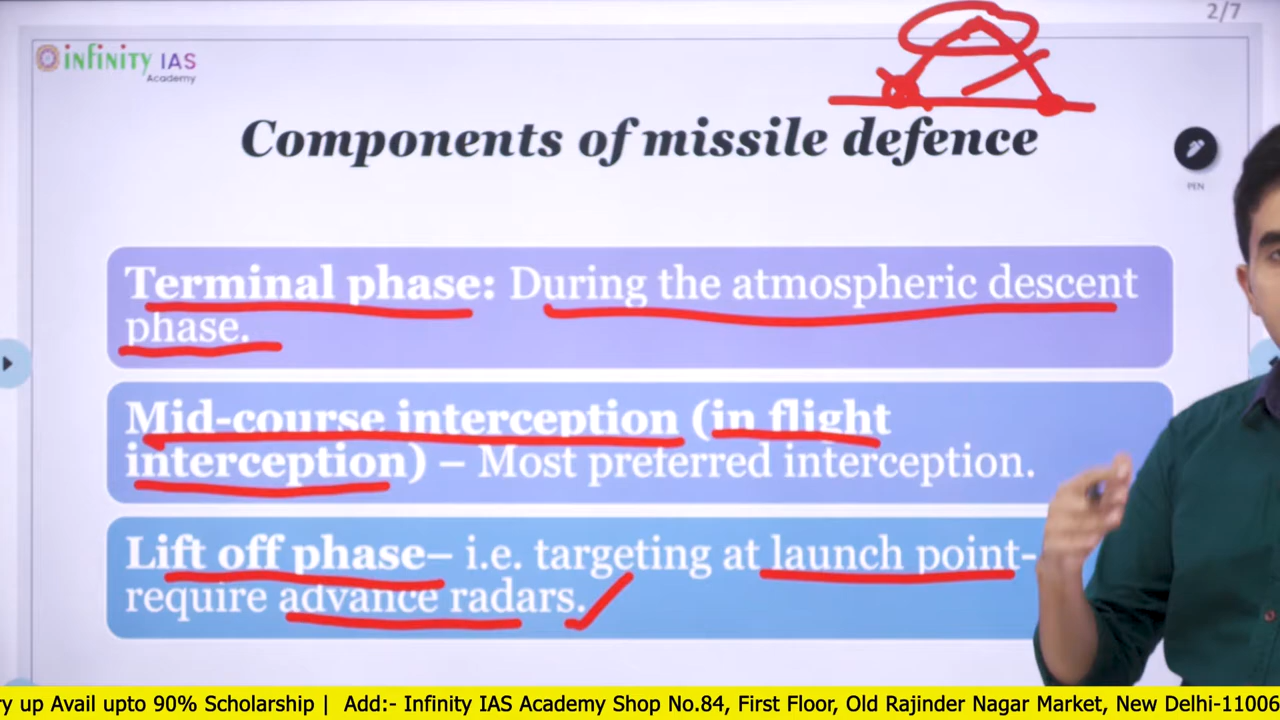 2/7
infinity IAS
Academy
Components of missile defence
PEN
Terminal phase: During the atmospheric descent
phase.
Mid-course interception (in flight
interception) – Most preferred interception.
Lift off phase– i.e. targeting at launch point-
require advance radars.
ry up Avail upto 90% Scholarship | Add:- Infinity IAS Academy Shop No.84, First Floor, Old Rajinder Nagar Market, New Delhi-11006